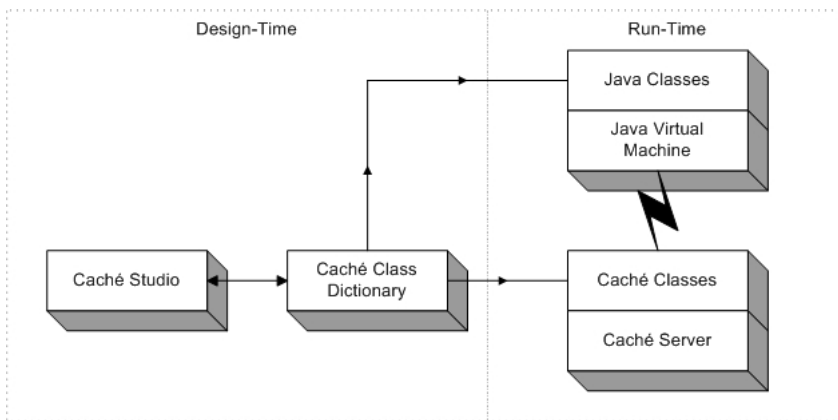 Design-Time
Run-Time
Java Classes
Java Virtual
Machine
Caché Studio
Caché Class
Dictionary
Caché Classes
Caché Server